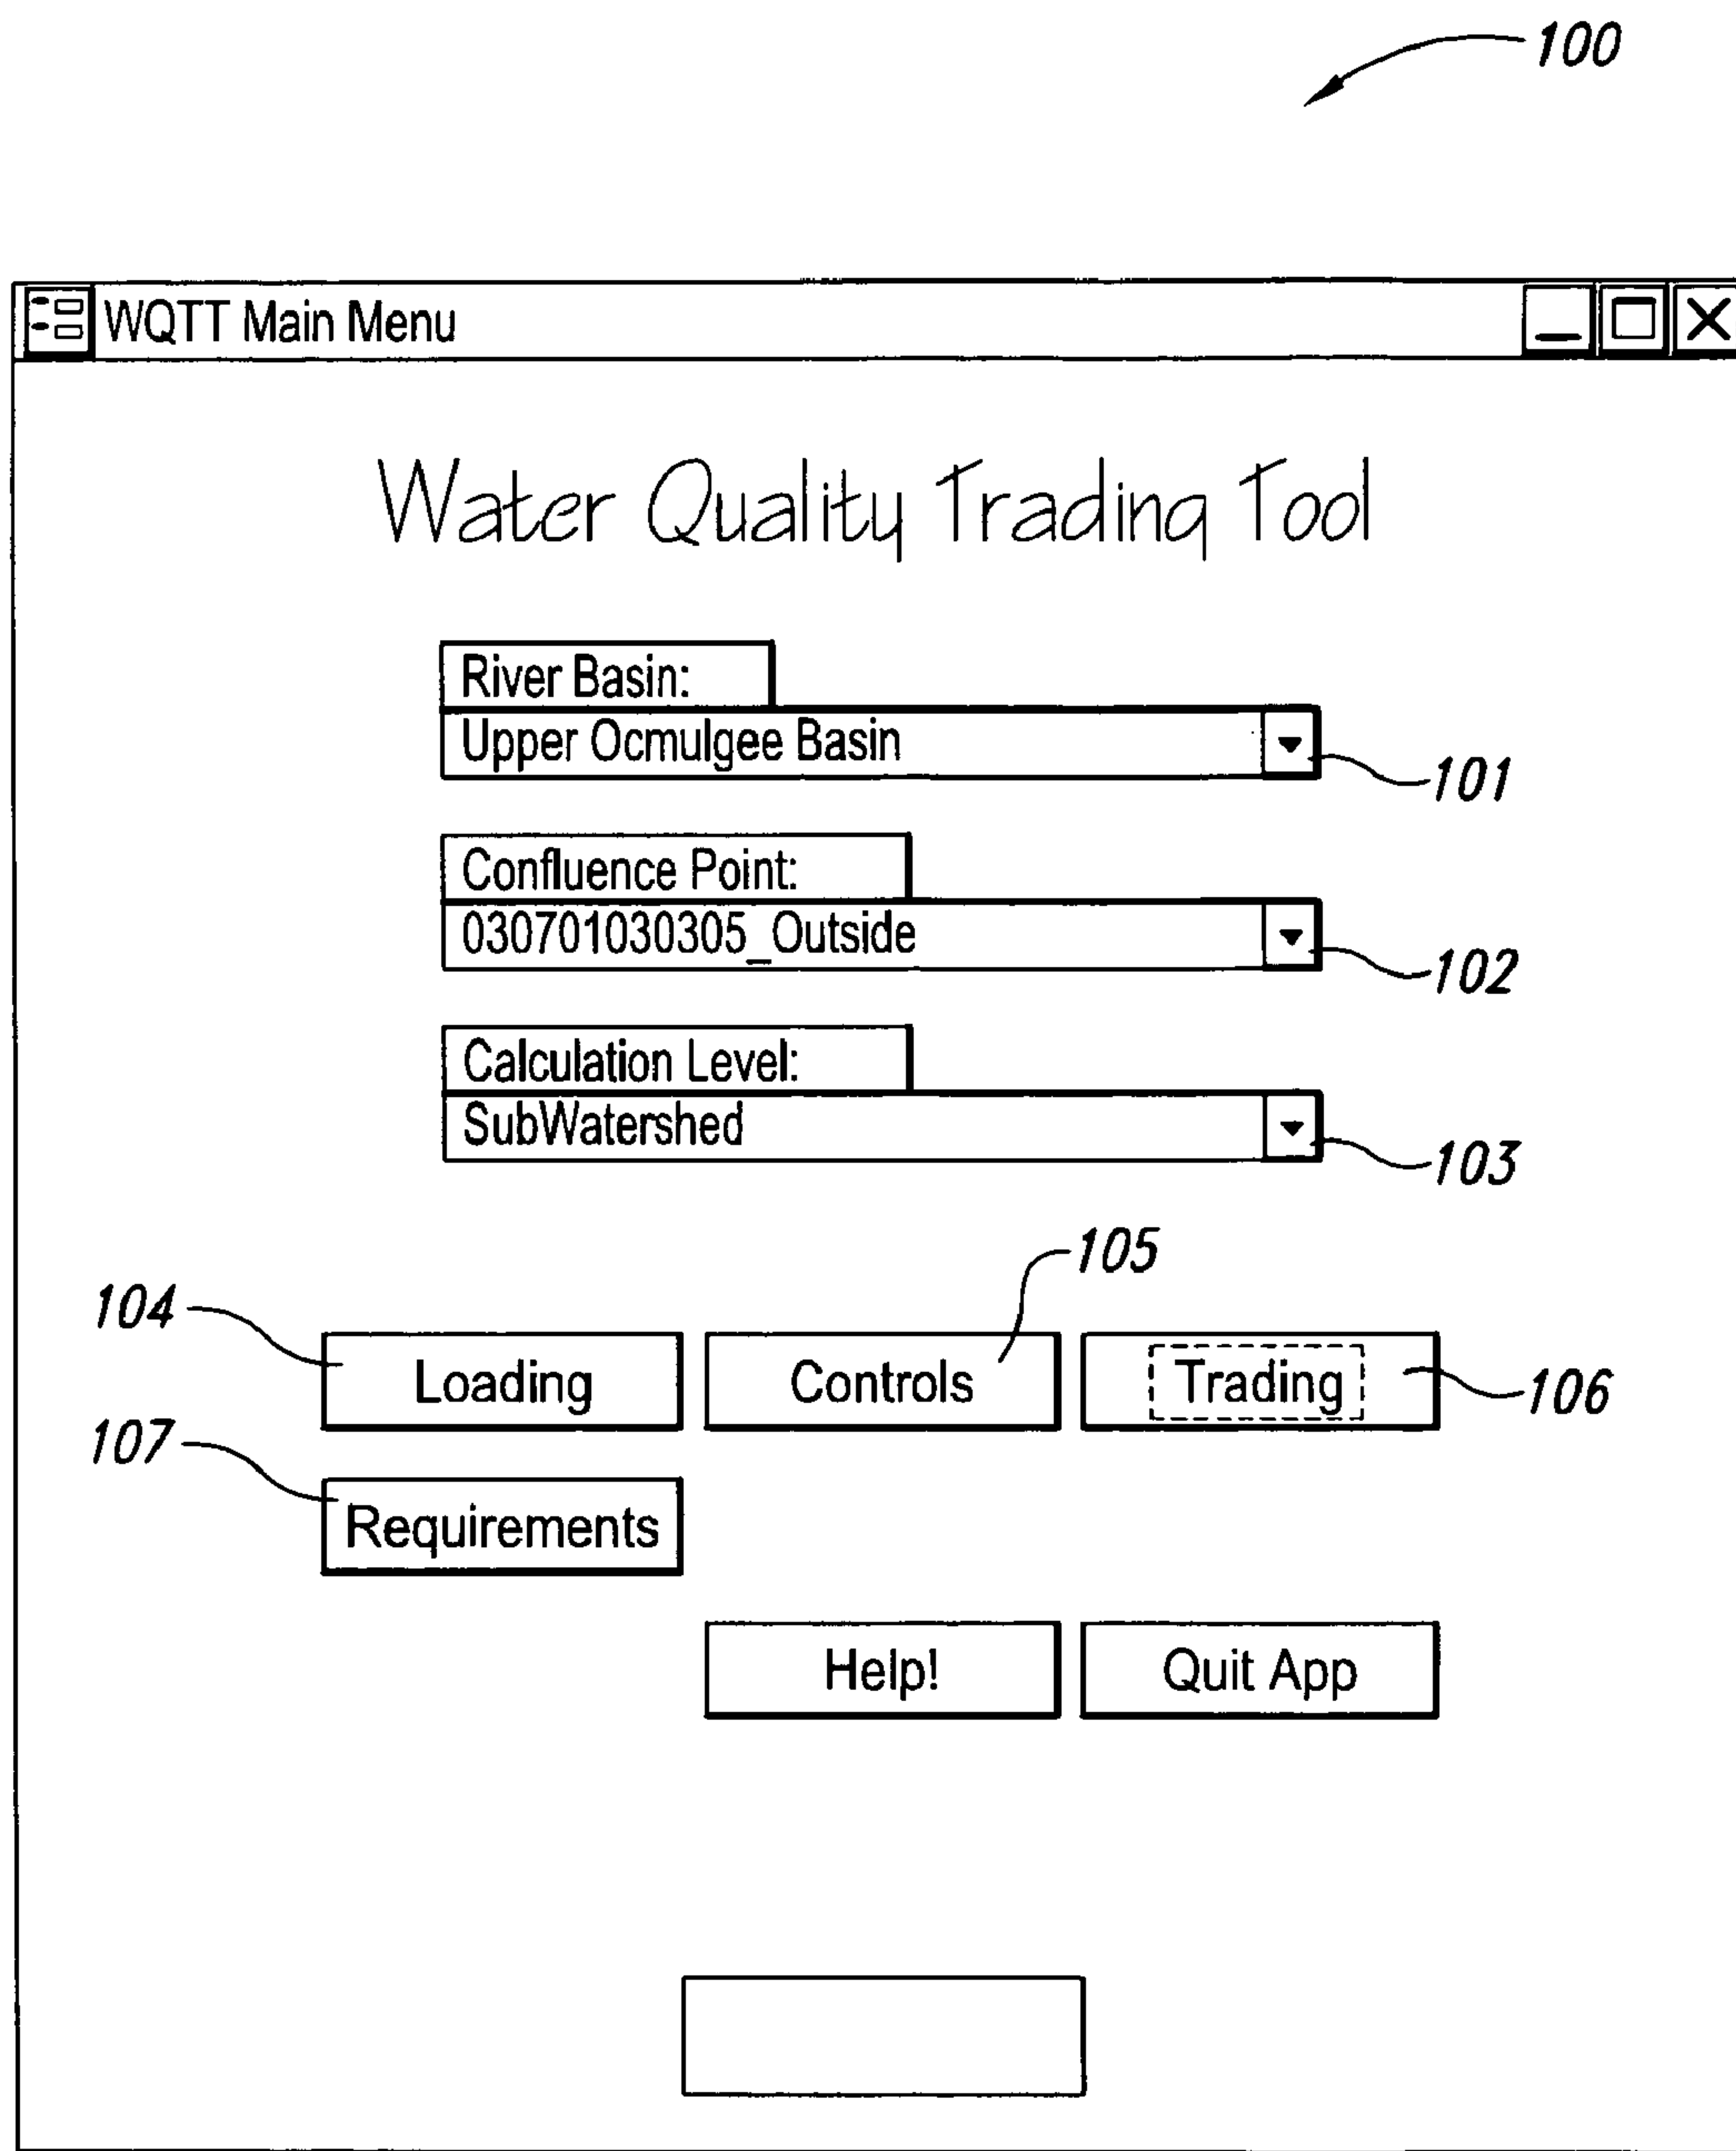 100
WQTT Main Menu
Water Quality Trading Tool
River Basin:
Upper Ocmulgee Basin
101
Confluence Point:
030701030305_Outside
102
Calculation Level:
SubWatershed
103
105
104
Loading
Controls
Trading
106
107
Requirements
Help!
Quit App